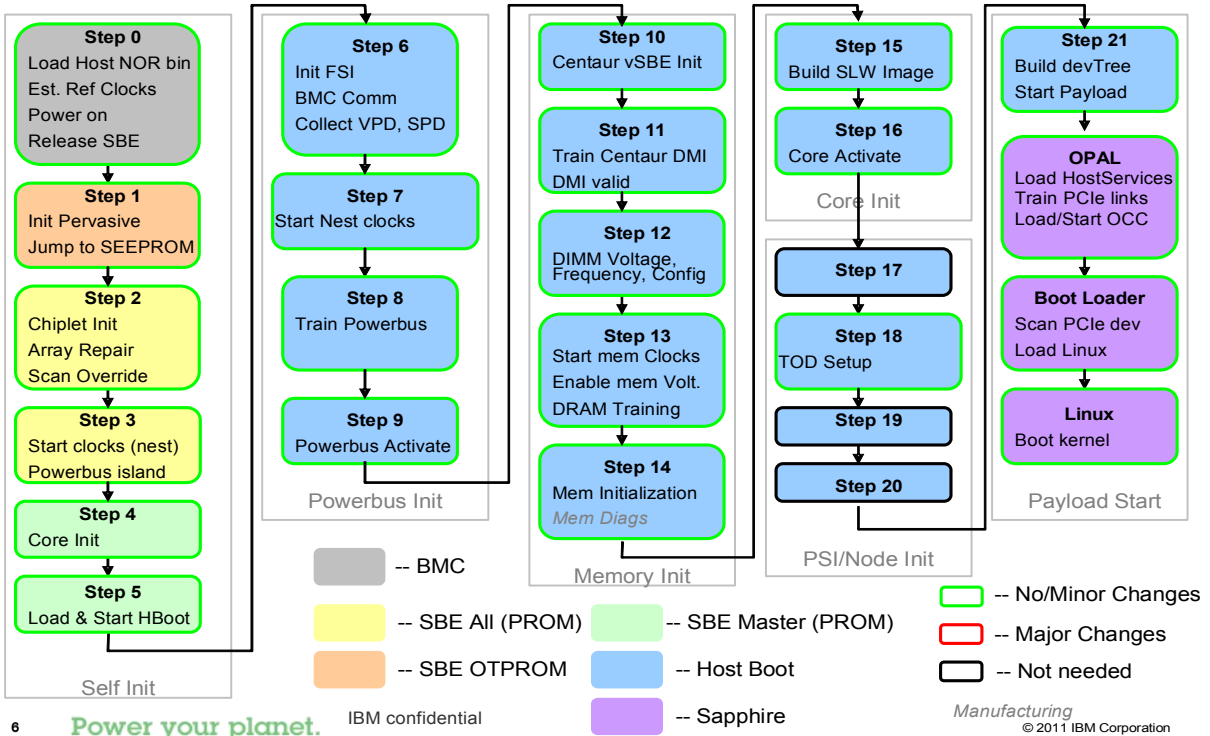 Step 0
Load Host NOR bin
Est. Ref Clocks
Power on
Release SBE
Step 1
Init Pervasive
Jump to SEEPROM
Step 2
Chiplet Init
Array Repair
Scan Override
Step 3
Start clocks (nest)
Powerbus island
Step 4
Core Init
Step 5
Load & Start HBoot
Self Init
Step 6
Init FSI
BMC Comm
Collect VPD, SPD
Step 7
Start Nest clocks
Step 8
Train Powerbus
Step 9
Powerbus Activate
Powerbus Init
Step 10
Centaur vSBE Init
Step 11
Train Centaur DMI
DMI valid
Step 12
DIMM Voltage,
Frequency, Config
Step 13
Start mem Clocks
Enable mem Volt.
DRAM Training
Step 14
Mem Initialization
Mem Diags
Memory Init
Step 15
Build SLW Image
Step 16
Core Activate
Core Init
Step 17
Step 18
TOD Setup
Step 19
Step 20
PSI/Node Init
Step 21
Build devTree
Start Payload
OPAL
Load HostServices
Train PCIe links
Load/Start OCC
Boot Loader
Scan PCIe dev
Load Linux
Linux
Boot kernel
Payload Start
-- BMC
-- SBE All (PROM)
-- SBE OTPROM
-- SBE Master (PROM)
-- Host Boot
-- Sapphire
-- No/Minor Changes
-- Major Changes
-- Not needed
Manufacturing
6
Power your planet.
IBM confidential
© 2011 IBM Corporation